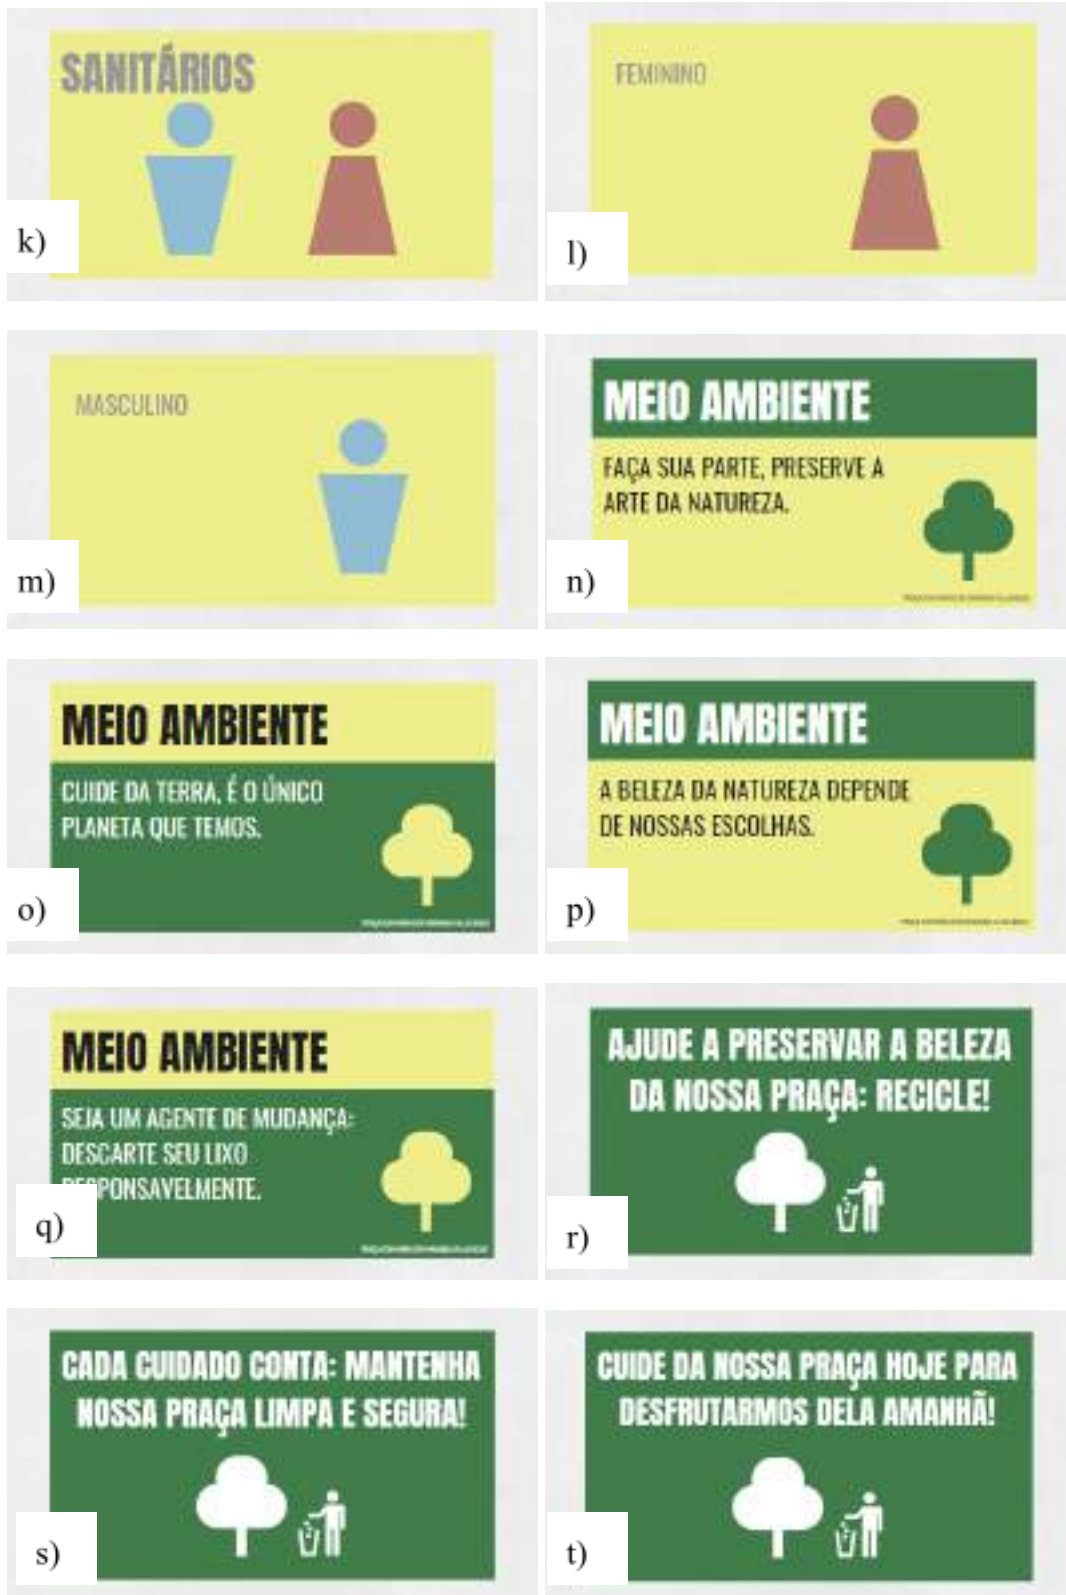 SANITÁRIOS
k)
FEMININO
l)
MASCULINO
m)
MEIO AMBIENTE
FAÇA SUA PARTE, PRESERVE A
ARTE DA NATUREZA.
n)
MEIO AMBIENTE
CUIDE DA TERRA, É O ÚNICO
PLANETA QUE TEMOS.
o)
MEIO AMBIENTE
A BELEZA DA NATUREZA DEPENDE
DE NOSSAS ESCOLHAS.
p)
MEIO AMBIENTE
SEJA UM AGENTE DE MUDANÇA:
DESCARTE SEU LIXO
RESPONSAVELMENTE.
q)
AJUDE A PRESERVAR A BELEZA
DA NOSSA PRAÇA: RECICLE!
r)
CADA CUIDADO CONTA: MANTENHA
NOSSA PRAÇA LIMPA E SEGURA!
s)
CUIDE DA NOSSA PRAÇA HOJE PARA
DESFRUTARMOS DELA AMANHÃ!
t)